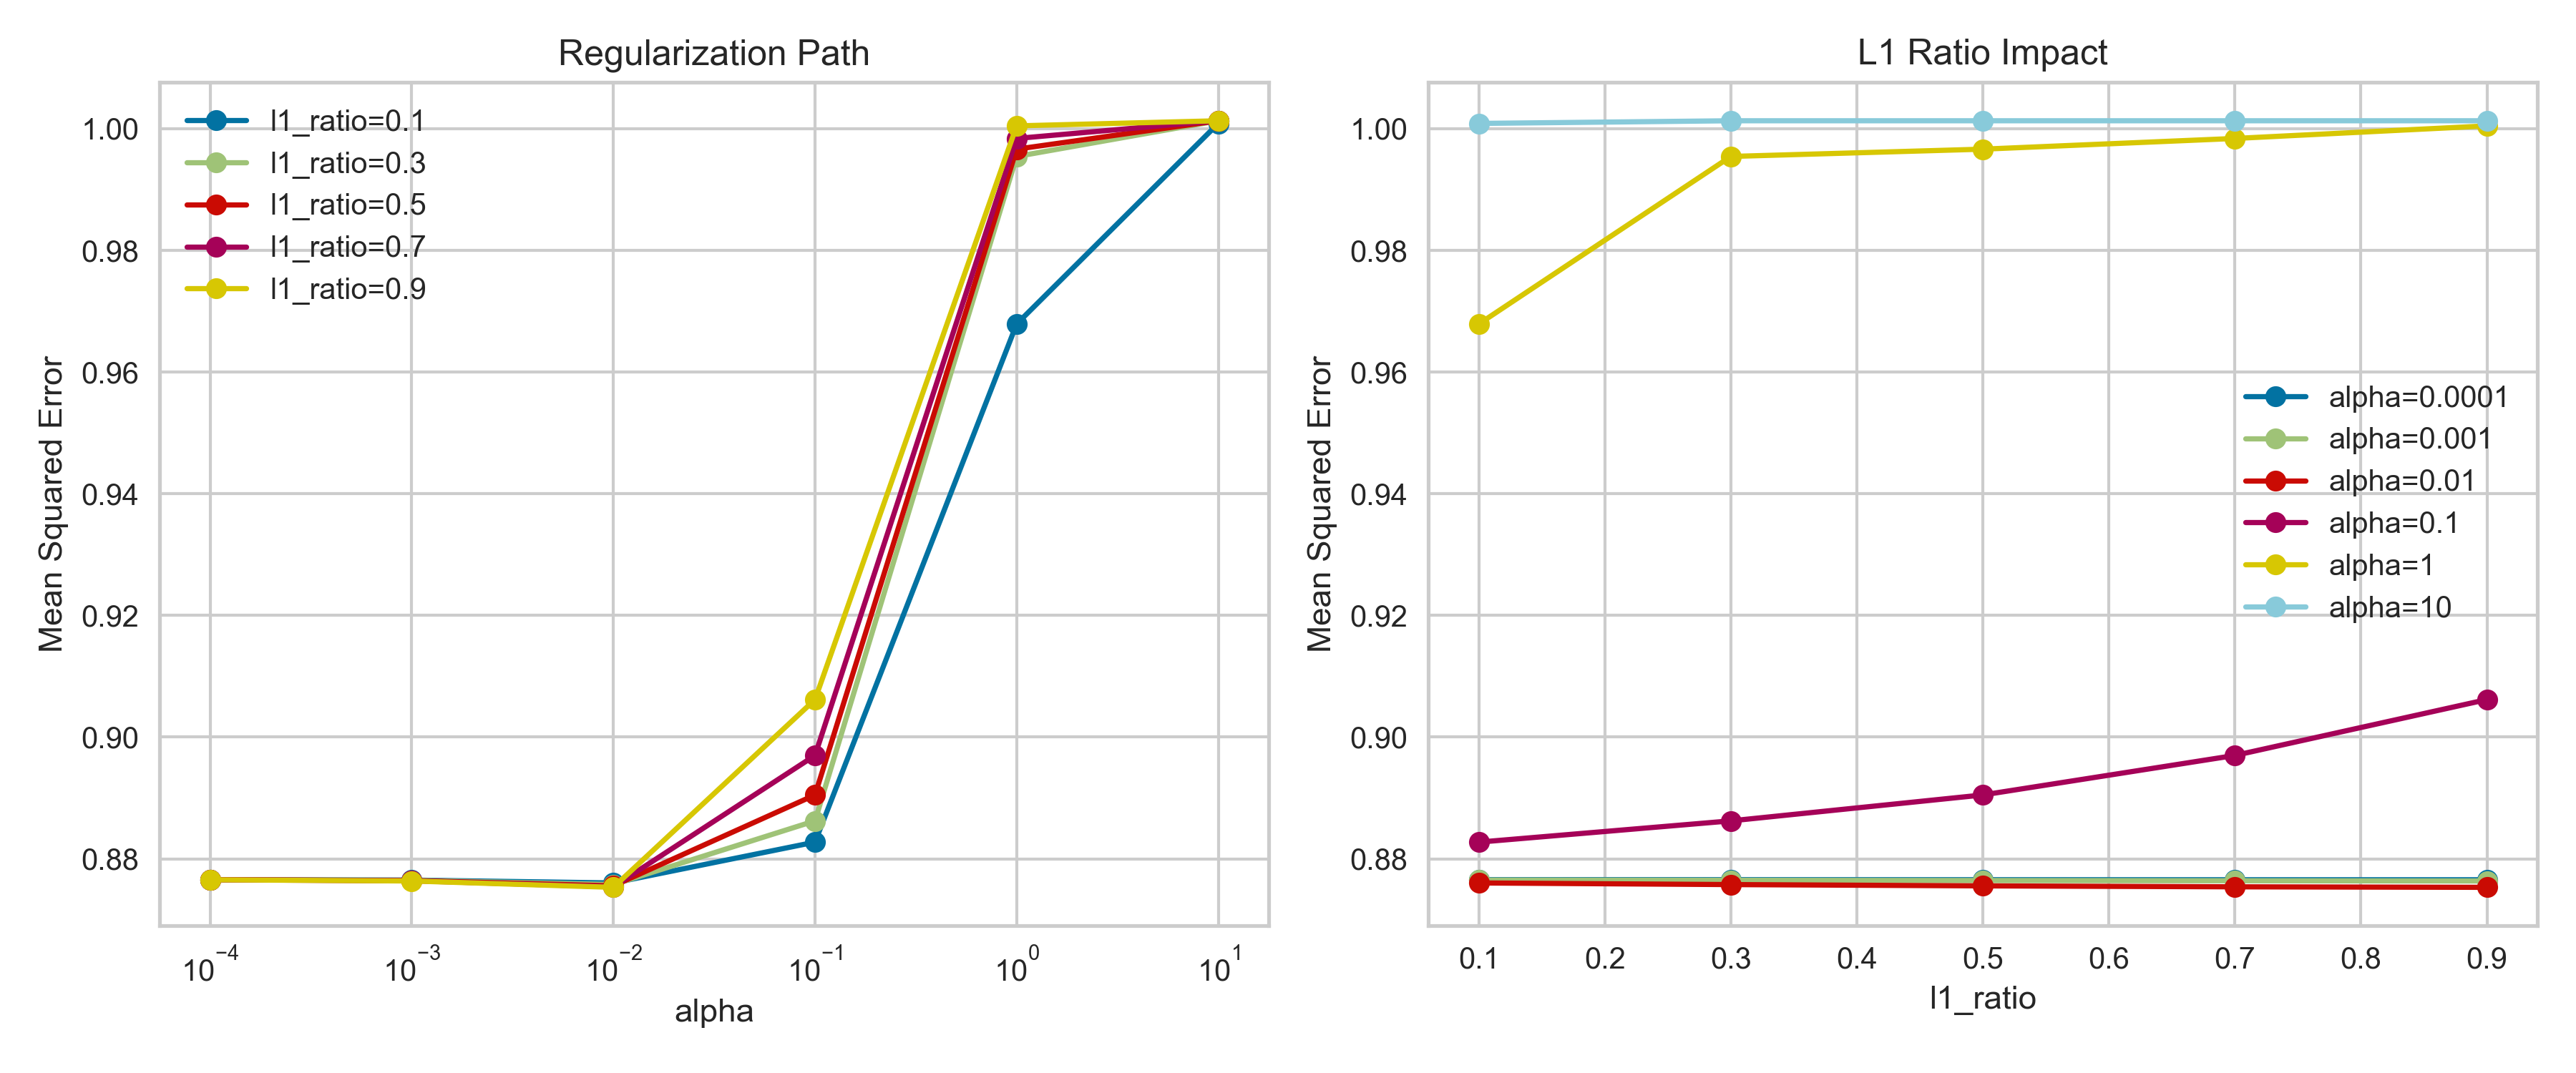 Regularization Path
l1_ratio=0.1
l1_ratio=0.3
l1_ratio=0.5
l1_ratio=0.7
l1_ratio=0.9
1.00
0.98
0.96
0.94
0.92
0.90
0.88
Mean Squared Error
10⁻⁴ 10⁻³ 10⁻² 10⁻¹ 10⁰ 10¹
alpha
L1 Ratio Impact
1.00
0.98
0.96
0.94
0.92
0.90
0.88
Mean Squared Error
alpha=0.0001
alpha=0.001
alpha=0.01
alpha=0.1
alpha=1
alpha=10
0.1 0.2 0.3 0.4 0.5 0.6 0.7 0.8 0.9
l1_ratio